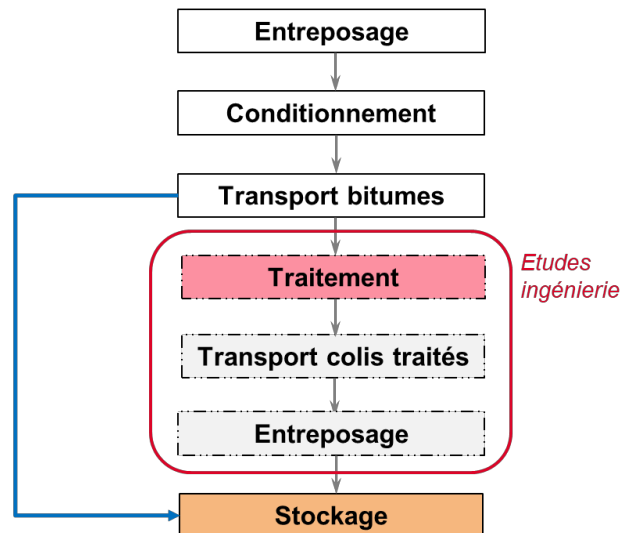 Entreposage
Conditionnement
Transport bitumes
Traitement
Etudes
ingénierie
Transport colis traités
Entreposage
Stockage